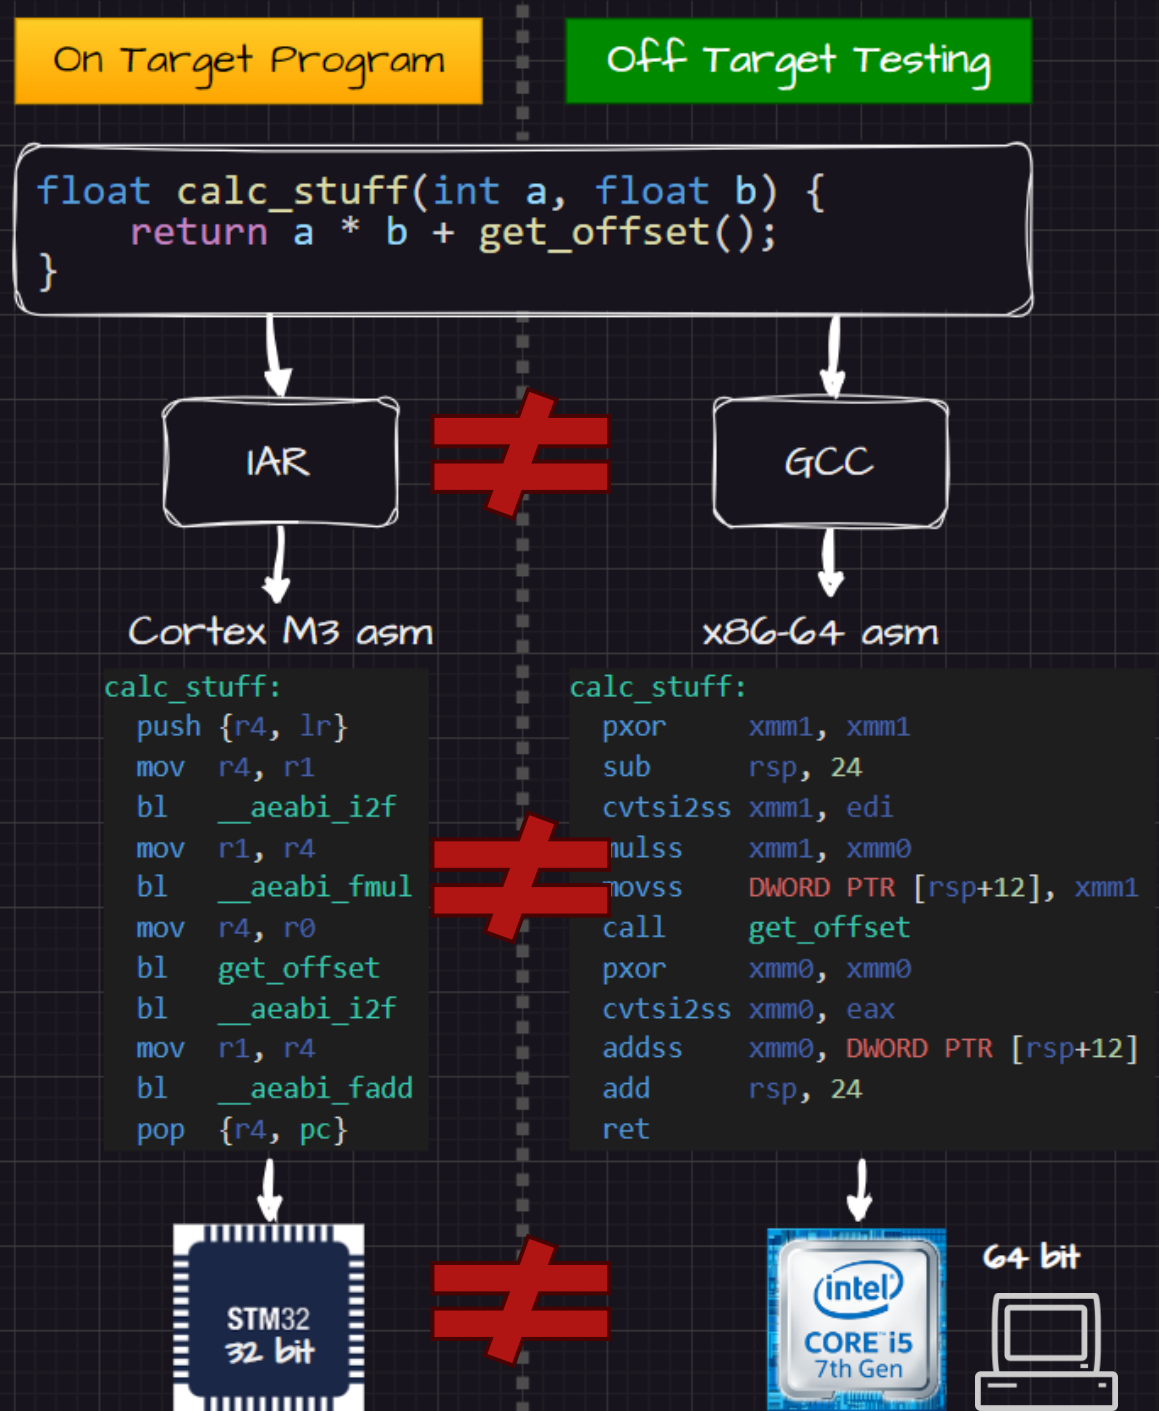 On Target Program
Off Target Testing
float calc_stuff(int a, float b) {
    return a * b + get_offset();
}
IAR
GCC
Cortex M3 asm
calc_stuff:
  push {r4, lr}
  mov  r4, r1
  bl   __aeabi_i2f
  mov  r1, r4
  bl   __aeabi_fmul
  mov  r4, r0
  bl   get_offset
  bl   __aeabi_i2f
  mov  r1, r4
  bl   __aeabi_fadd
  pop  {r4, pc}
x86-64 asm
calc_stuff:
  pxor     xmm1, xmm1
  sub      rsp, 24
  cvtsi2ss xmm1, edi
  mulss    xmm1, xmm0
  movss    DWORD PTR [rsp+12], xmm1
  call     get_offset
  pxor     xmm0, xmm0
  cvtsi2ss xmm0, eax
  addss    xmm0, DWORD PTR [rsp+12]
  add      rsp, 24
  ret
STM32
32 bit
intel
CORE i5
7th Gen
64 bit